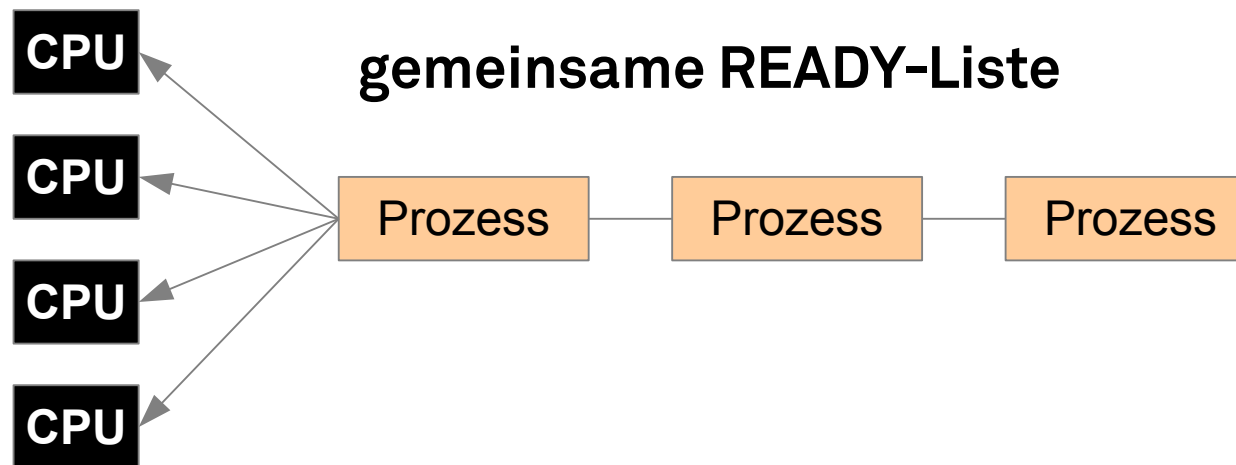 CPU
gemeinsame READY-Liste
CPU
Prozess
Prozess
Prozess
CPU
CPU